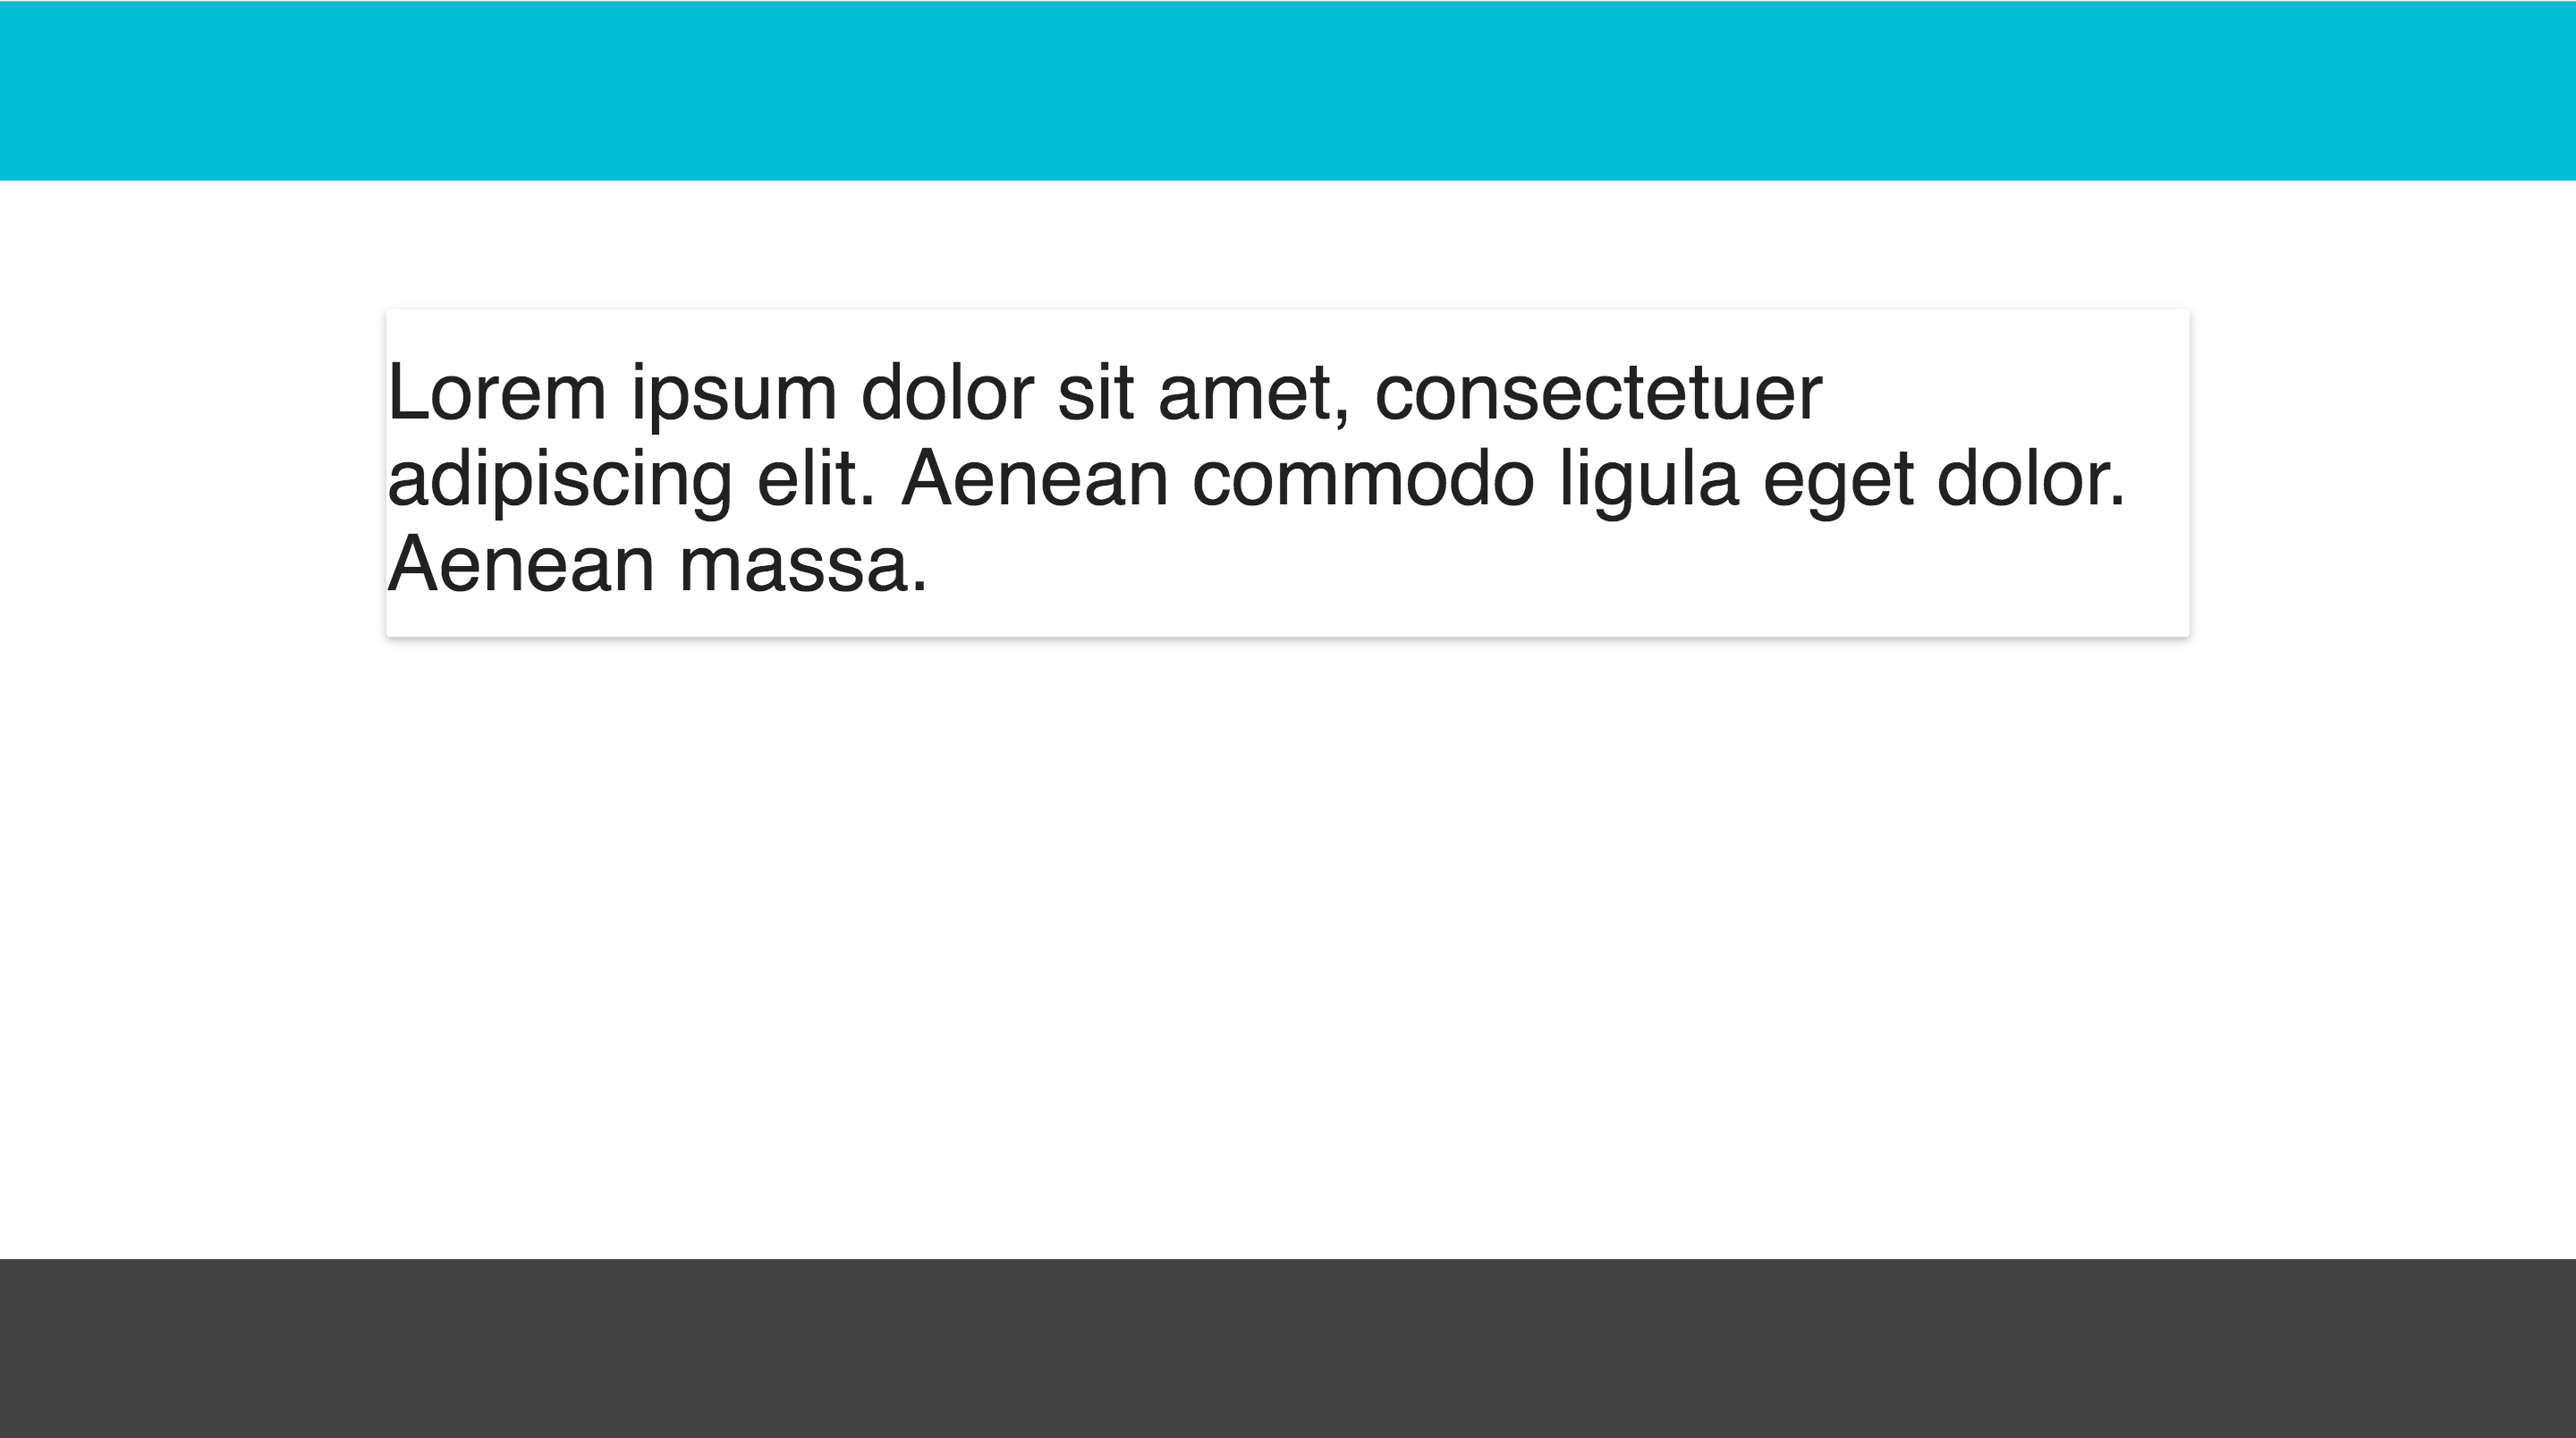 Lorem ipsum dolor sit amet, consectetuer
adipiscing elit. Aenean commodo ligula eget dolor.
Aenean massa.